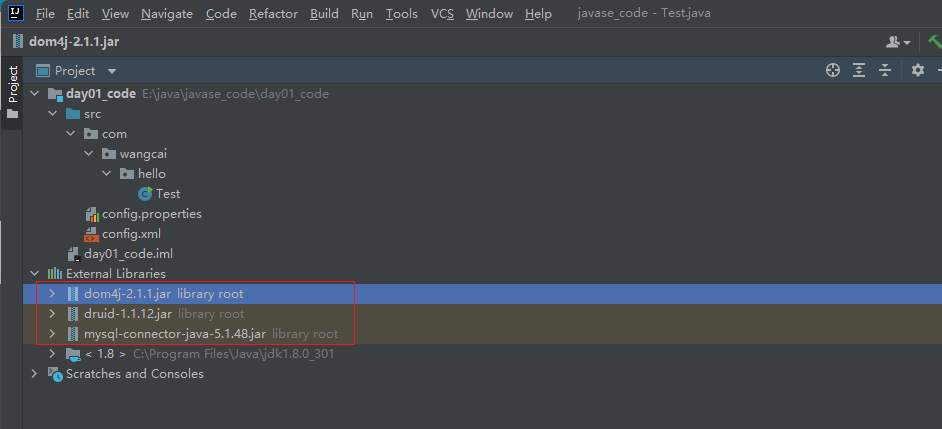 IJ File Edit View Navigate Code Refactor Build Run Tools VCS Window Help javase_code - Test.java
dom4j-2.1.1.jar
Project
Project
day01_code E:\java\javase_code\day01_code
src
com
wangcai
hello
C Test
config.properties
config.xml
day01_code.iml
External Libraries
dom4j-2.1.1.jar library root
druid-1.1.12.jar library root
mysql-connector-java-5.1.48.jar library root
< 1.8 > C:\Program Files\Java\jdk1.8.0_301
Scratches and Consoles